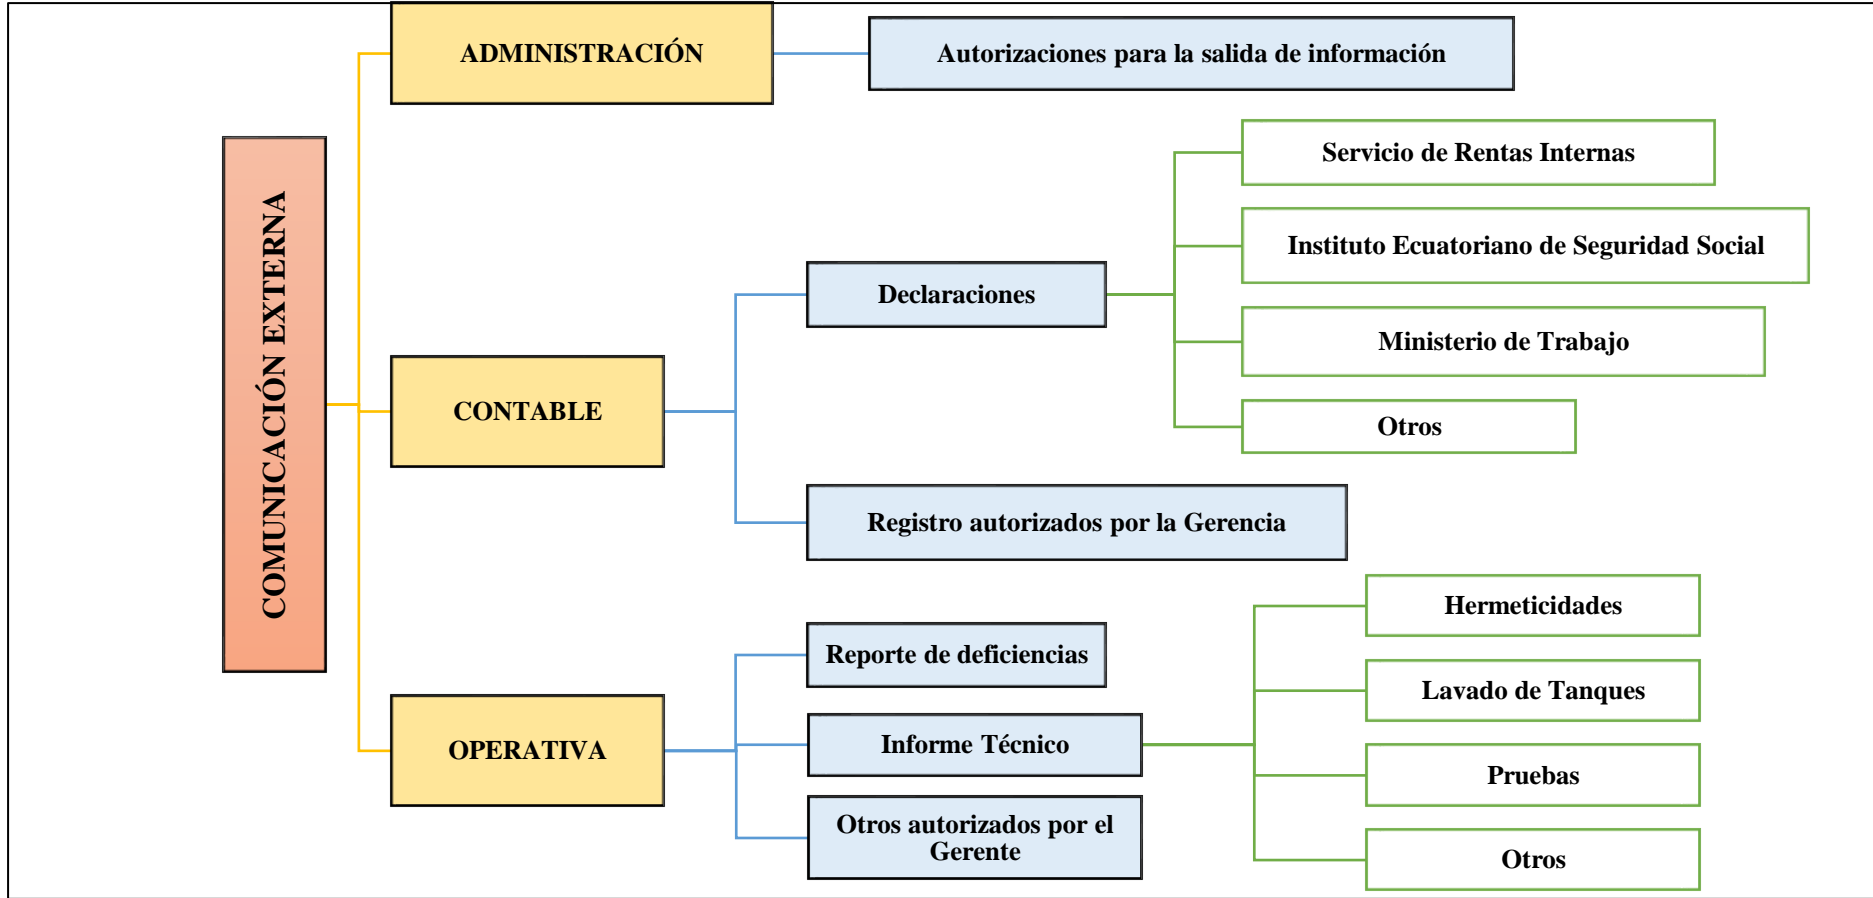 COMUNICACIÓN EXTERNA
ADMINISTRACIÓN
Autorizaciones para la salida de información
CONTABLE
Declaraciones
Servicio de Rentas Internas
Instituto Ecuatoriano de Seguridad Social
Ministerio de Trabajo
Otros
Registro autorizados por la Gerencia
OPERATIVA
Reporte de deficiencias
Informe Técnico
Hermeticidades
Lavado de Tanques
Pruebas
Otros
Otros autorizados por el
Gerente